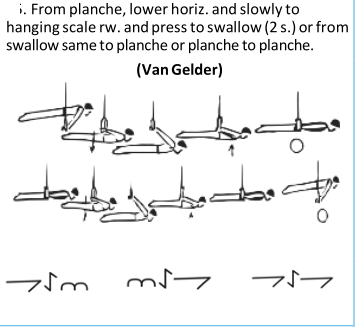 i. From planche, lower horiz. and slowly to
hanging scale rw. and press to swallow (2 s.) or from
swallow same to planche or planche to planche.
(Van Gelder)